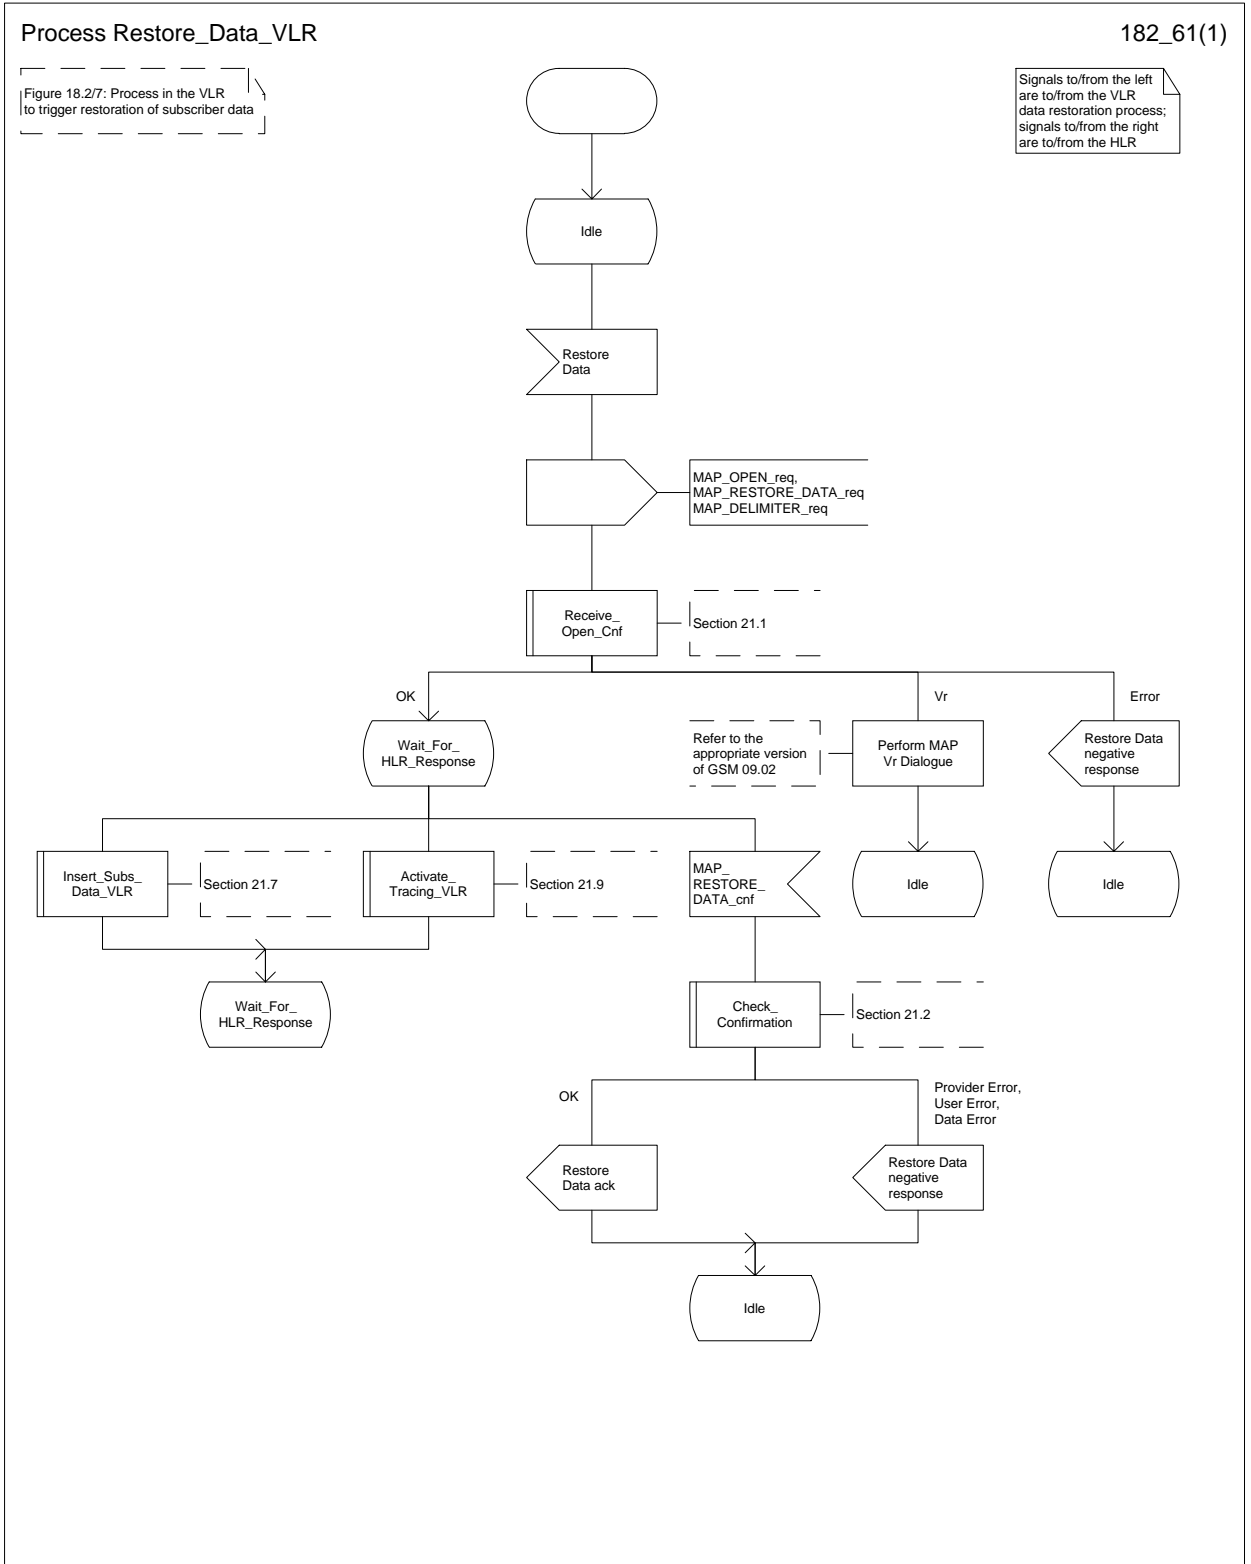 Process Restore_Data_VLR
182_61(1)
Figure 18.2/7: Process in the VLR
to trigger restoration of subscriber data
Signals to/from the left
are to/from the VLR
data restoration process;
signals to/from the right
are to/from the HLR
Idle
Restore
Data
MAP_OPEN_req,
MAP_RESTORE_DATA_req
MAP_DELIMITER_req
Receive_
Open_Cnf
Section 21.1
OK
Vr
Error
Wait_For_
HLR_Response
Refer to the
appropriate version
of GSM 09.02
Perform MAP
Vr Dialogue
Restore Data
negative
response
Insert_Subs_
Data_VLR
Section 21.7
Activate_
Tracing_VLR
Section 21.9
MAP_
RESTORE_
DATA_cnf
Idle
Idle
Wait_For_
HLR_Response
Check_
Confirmation
Section 21.2
OK
Provider Error,
User Error,
Data Error
Restore
Data ack
Restore Data
negative
response
Idle